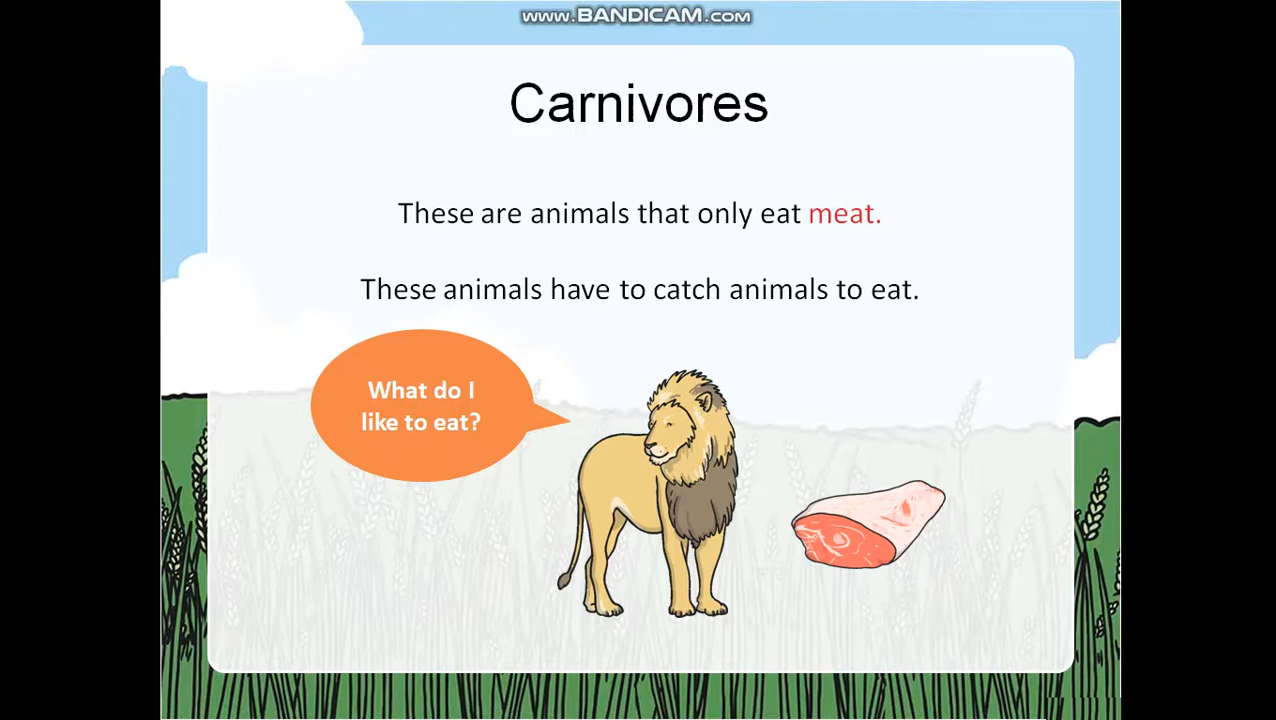 www.BANDICAM.com
Carnivores
These are animals that only eat meat.
These animals have to catch animals to eat.
What do I
like to eat?